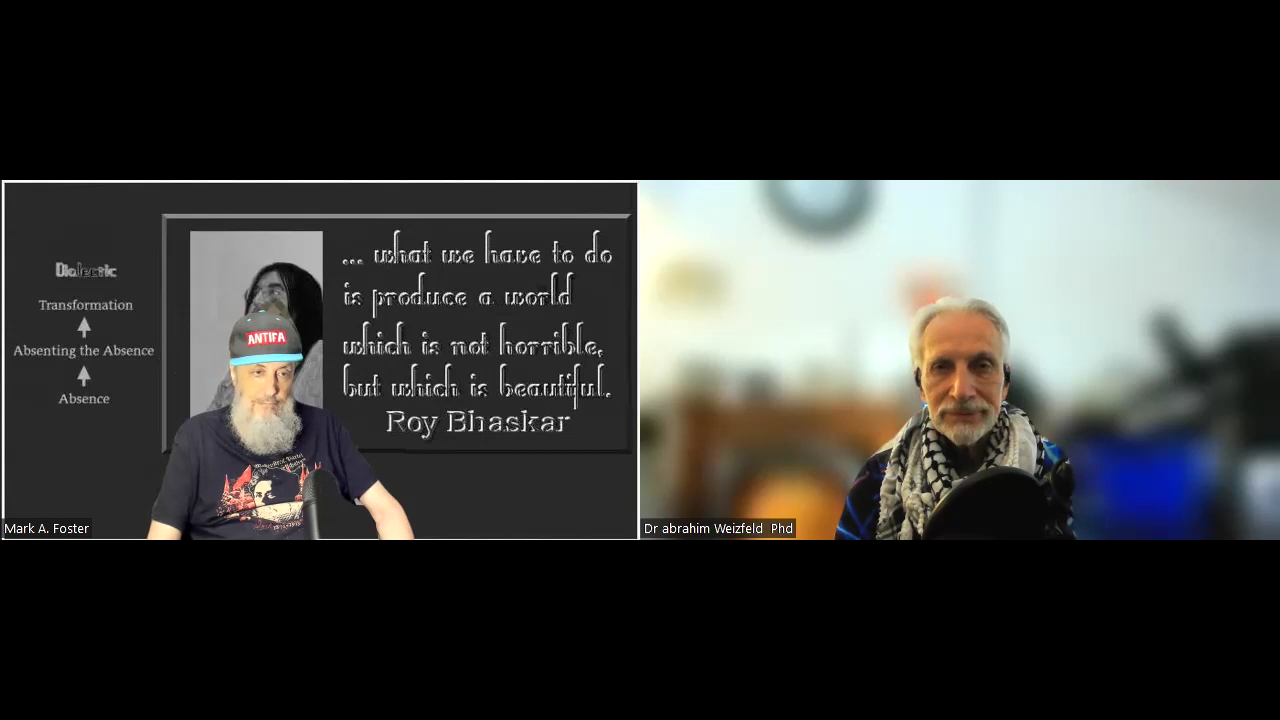 Dialectic
Transformation
Absenting the Absence
Absence
... what we have to do
is produce a world
which is not horrible,
but which is beautiful.
Roy Bhaskar
ANTIFA
Mark A. Foster
Dr abrahim Weizfeld Phd